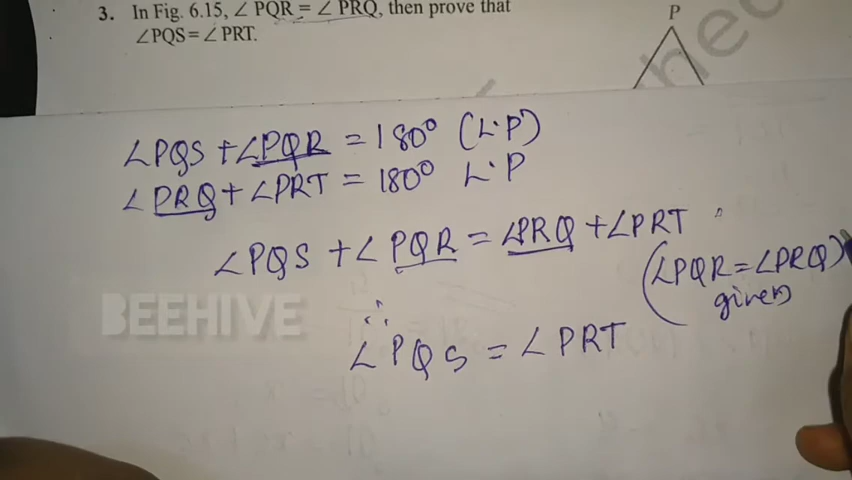 3. In Fig. 6.15, ∠ PQR = ∠ PRQ, then prove that
∠PQS = ∠ PRT.
P
∠PQS + ∠PQR = 180° (L·P)
∠PRQ + ∠PRT = 180° L·P
∠PQS + ∠PQR = ∠PRQ + ∠PRT
(∠PQR = ∠PRQ)
given
BEEHIVE
∴
∠PQS = ∠PRT